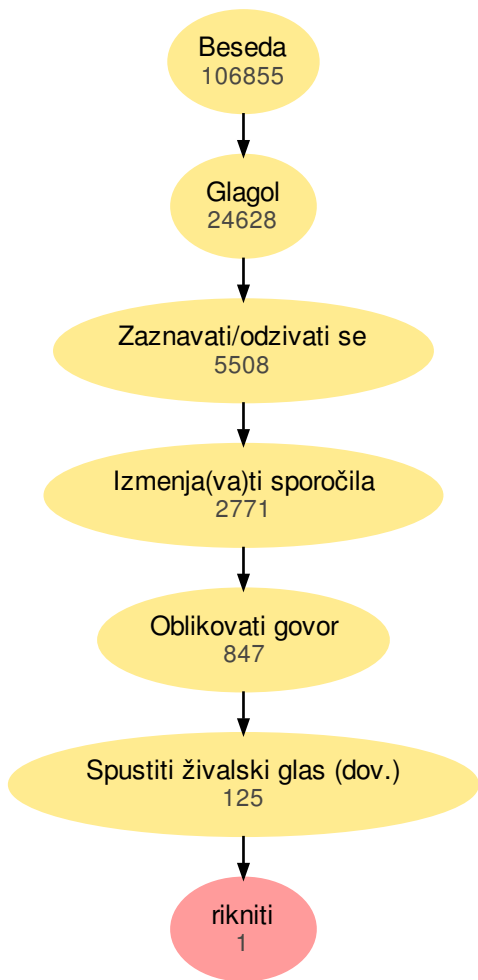 Beseda
106855
Glagol
24628
Zaznavati/odzivati se
5508
Izmenja(va)ti sporočila
2771
Oblikovati govor
847
Spustiti živalski glas (dov.)
125
rikniti
1